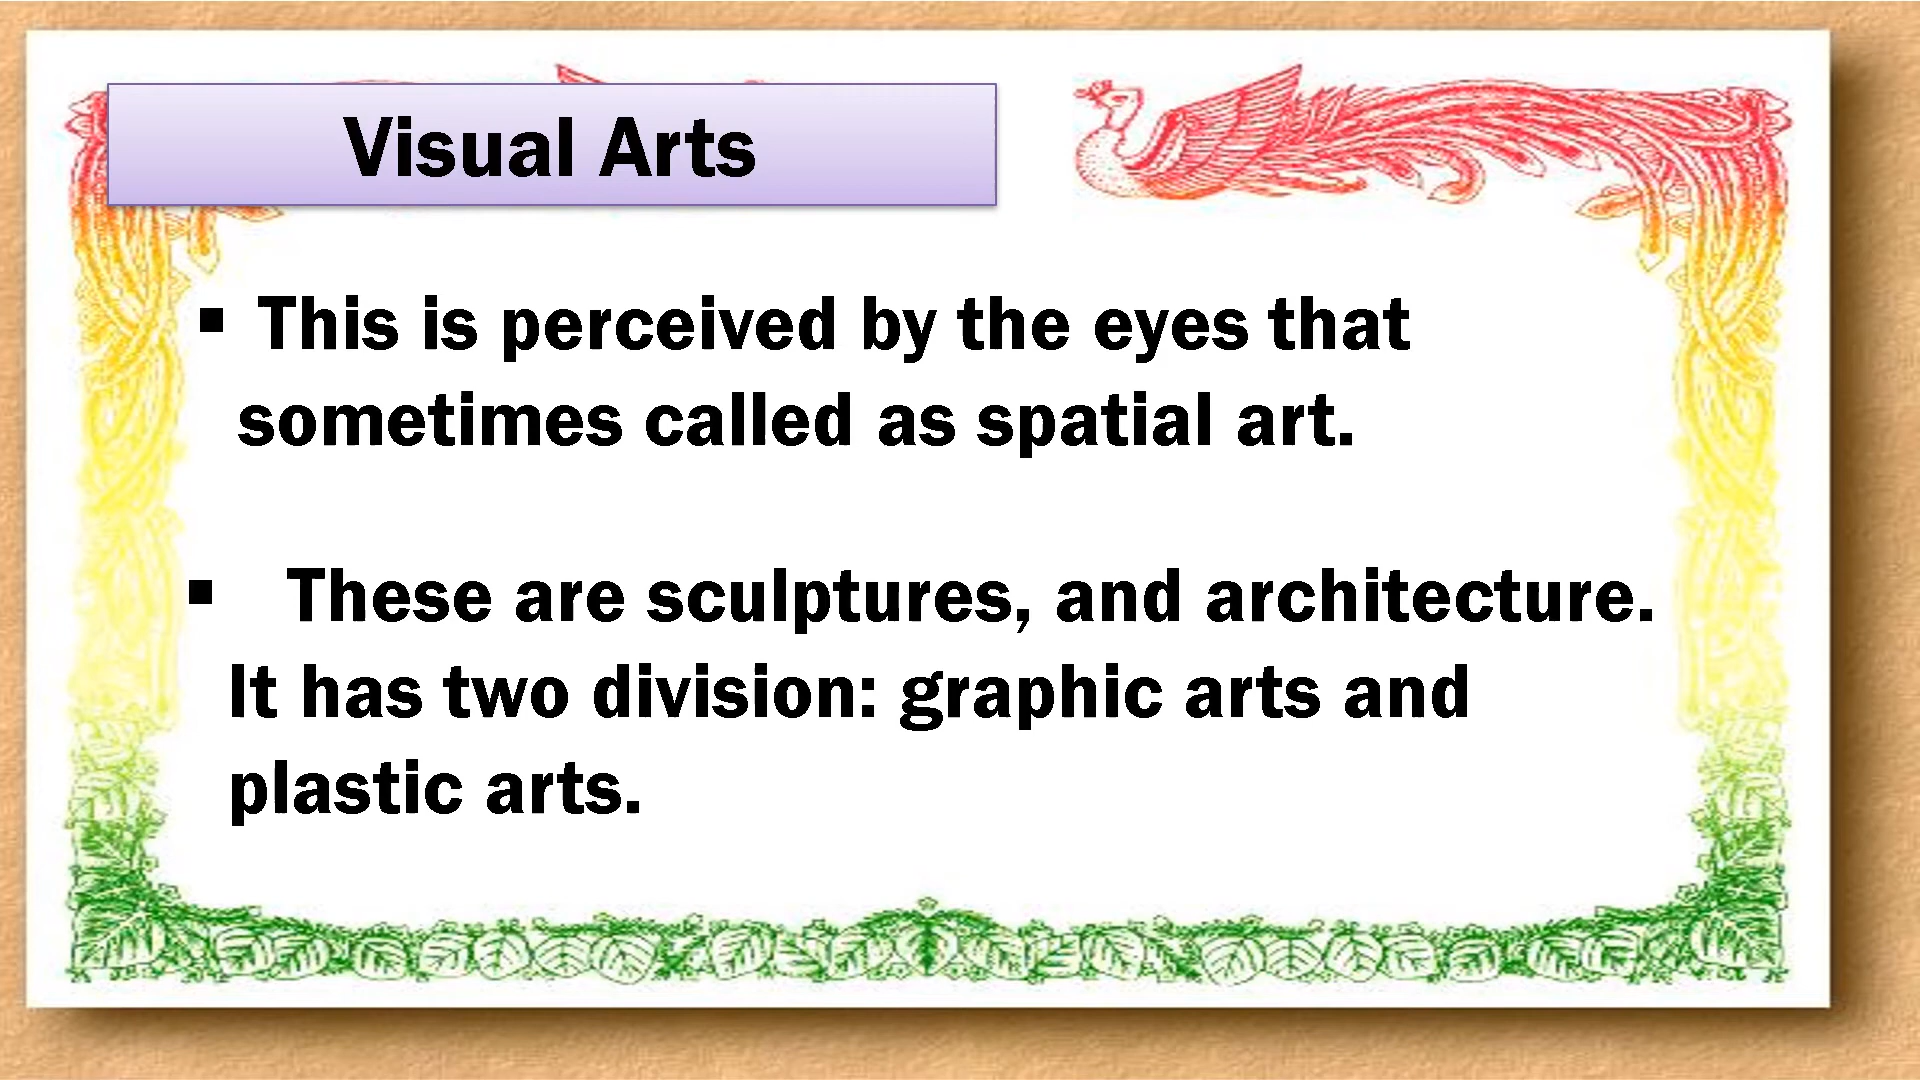 Visual Arts
▪ This is perceived by the eyes that
sometimes called as spatial art.
▪ These are sculptures, and architecture.
It has two division: graphic arts and
plastic arts.